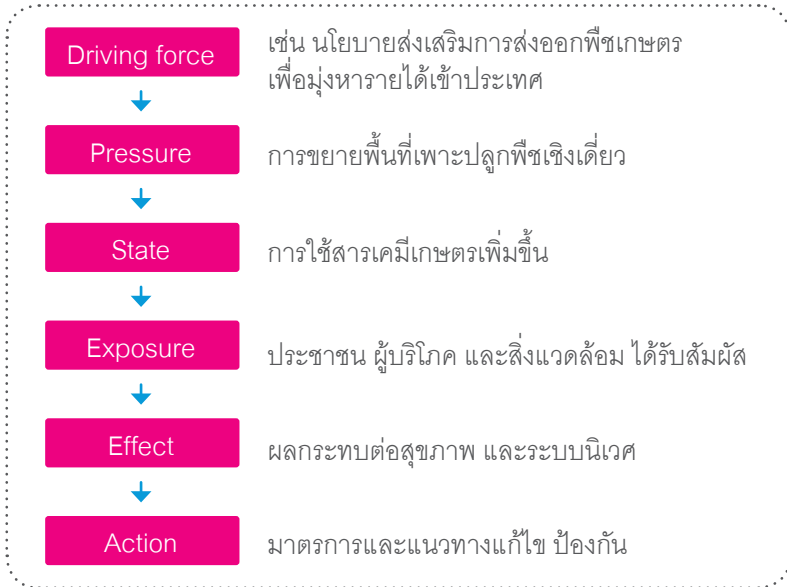 Driving force
เช่น นโยบายส่งเสริมการส่งออกพืชเกษตร
เพื่อมุ่งหารายได้เข้าประเทศ
Pressure
การขยายพื้นที่เพาะปลูกพืชเชิงเดี่ยว
State
การใช้สารเคมีเกษตรเพิ่มขึ้น
Exposure
ประชาชน ผู้บริโภค และสิ่งแวดล้อม ได้รับสัมผัส
Effect
ผลกระทบต่อสุขภาพ และระบบนิเวศ
Action
มาตรการและแนวทางแก้ไข ป้องกัน